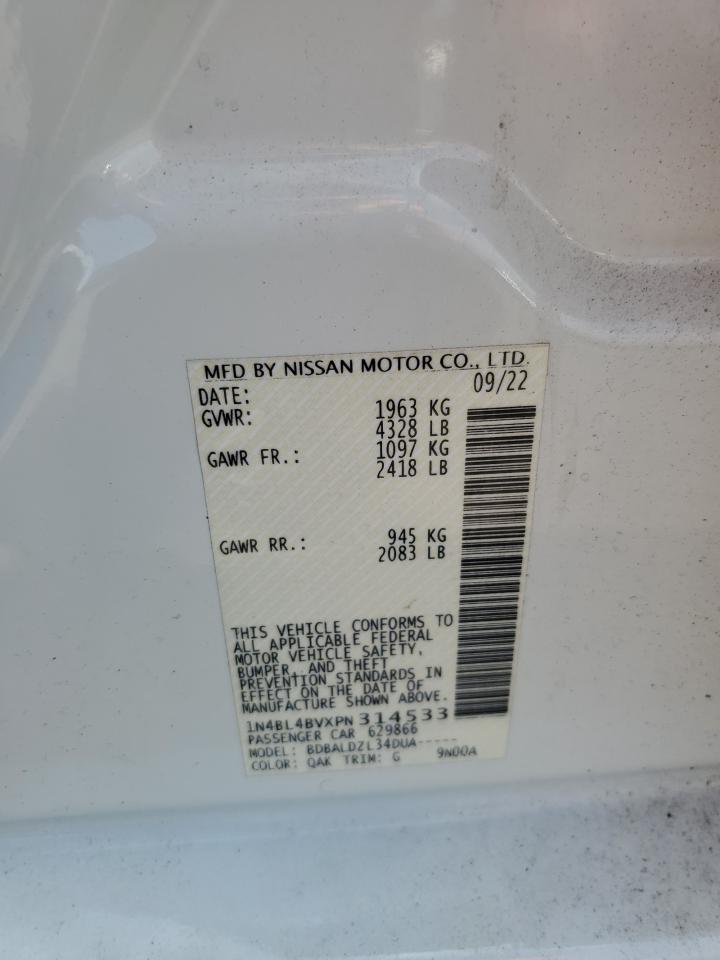 MFD BY NISSAN MOTOR CO., LTD.
DATE: 09/22
GVWR: 1963 KG
4328 LB
GAWR FR.: 1097 KG
2418 LB
GAWR RR.: 945 KG
2083 LB
THIS VEHICLE CONFORMS TO
ALL APPLICABLE FEDERAL
MOTOR VEHICLE SAFETY,
BUMPER, AND THEFT
PREVENTION STANDARDS IN
EFFECT ON THE DATE OF
MANUFACTURE SHOWN ABOVE.
1N4BL4BVXPN314533
PASSENGER CAR 629866
MODEL: BDBALDZL34DUA-----
COLOR: QAK TRIM: G 9N00A